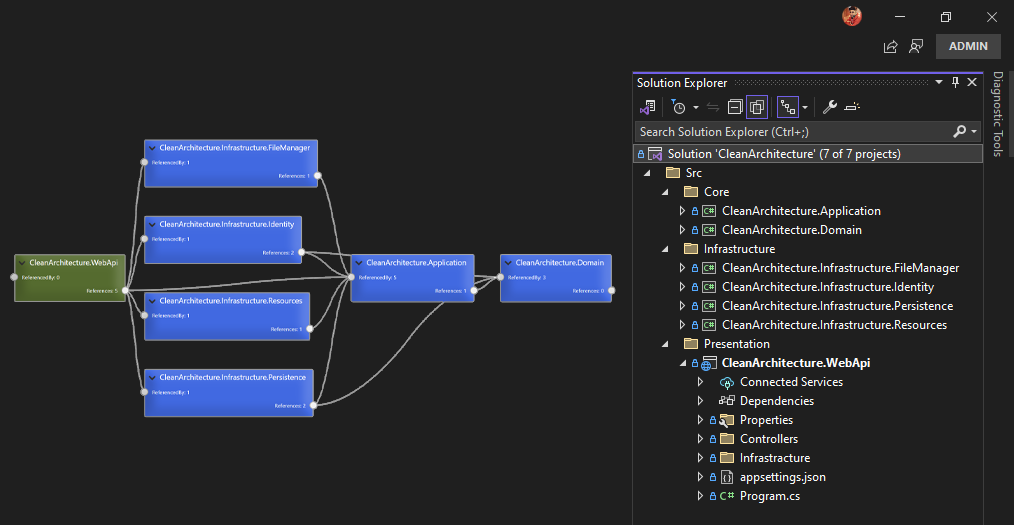 ADMIN
CleanArchitecture.Infrastructure.FileManager
ReferencedBy: 1
References: 1
CleanArchitecture.Infrastructure.Identity
ReferencedBy: 1
References: 2
CleanArchitecture.WebApi
ReferencedBy: 0
References: 5
CleanArchitecture.Application
ReferencedBy: 5
References: 1
CleanArchitecture.Domain
ReferencedBy: 3
References: 0
CleanArchitecture.Infrastructure.Resources
ReferencedBy: 1
References: 1
CleanArchitecture.Infrastructure.Persistence
ReferencedBy: 1
References: 2
Solution Explorer
Search Solution Explorer (Ctrl+;)
Solution 'CleanArchitecture' (7 of 7 projects)
Src
Core
C# CleanArchitecture.Application
C# CleanArchitecture.Domain
Infrastructure
C# CleanArchitecture.Infrastructure.FileManager
C# CleanArchitecture.Infrastructure.Identity
C# CleanArchitecture.Infrastructure.Persistence
C# CleanArchitecture.Infrastructure.Resources
Presentation
CleanArchitecture.WebApi
Connected Services
Dependencies
Properties
Controllers
Infrastracture
appsettings.json
C# Program.cs
Diagnostic Tools